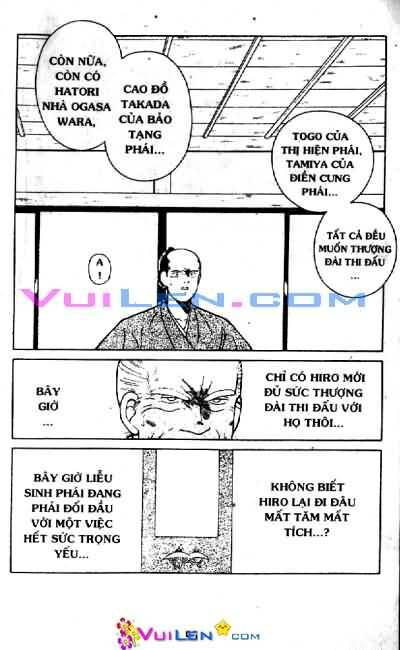 CÒN NỮA,
CÒN CÓ
HATORI
NHÀ OGASA
WARA,
CAO ĐỒ
TAKADA
CỦA BẢO
TẠNG
PHÁI...
TOGO CỦA
THỊ HIỆN PHÁI,
TAMIYA CỦA
ĐIỀN CUNG
PHÁI...
TẤT CẢ ĐỀU
MUỐN THƯỢNG
ĐÀI THI ĐẤU
...
A
!
VUILEN.COM
BÂY
GIỜ
...
CHỈ CÓ HIRO MỚI
ĐỦ SỨC THƯỢNG
ĐÀI THI ĐẤU VỚI
HỌ THÔI...
BÂY GIỜ LIỄU
SINH PHÁI ĐANG
PHẢI ĐỐI ĐẦU
VỚI MỘT VIỆC
HẾT SỨC TRỌNG
YẾU...
KHÔNG BIẾT
HIRO LẠI ĐI ĐÂU
MẤT TĂM MẤT
TÍCH...?
VUILEN
.COM